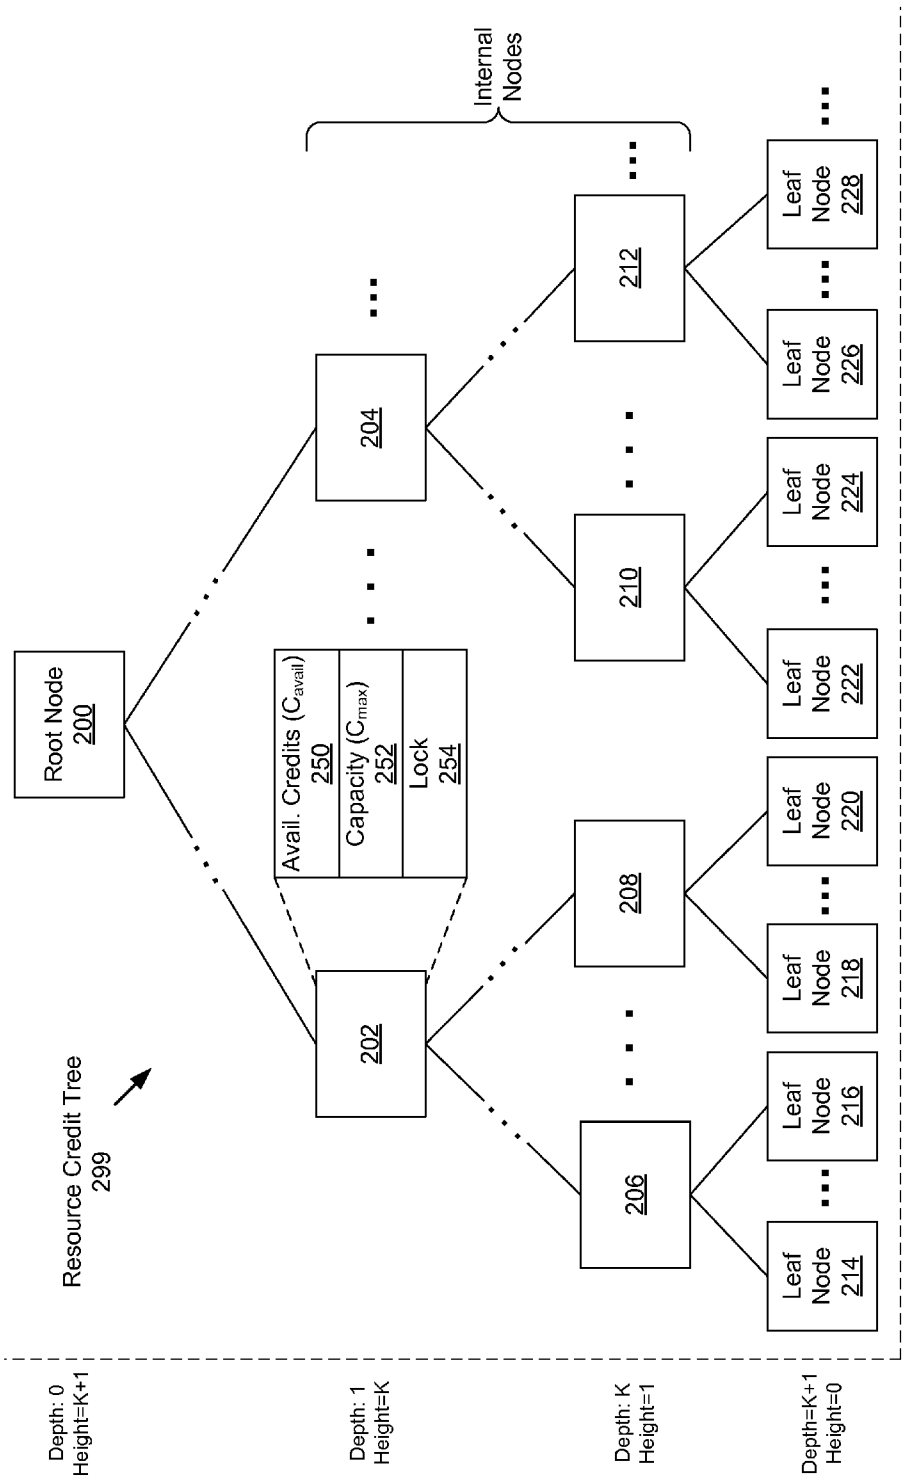 Depth: 0
Height=K+1
Resource Credit Tree
299
Root Node
200
Depth: 1
Height=K
202
Avail. Credits (Cavail)
250
Capacity (Cmax)
252
Lock
254
204
Internal
Nodes
Depth: K
Height=1
206
208
210
212
Depth=K+1
Height=0
Leaf
Node
214
Leaf
Node
216
Leaf
Node
218
Leaf
Node
220
Leaf
Node
222
Leaf
Node
224
Leaf
Node
226
Leaf
Node
228